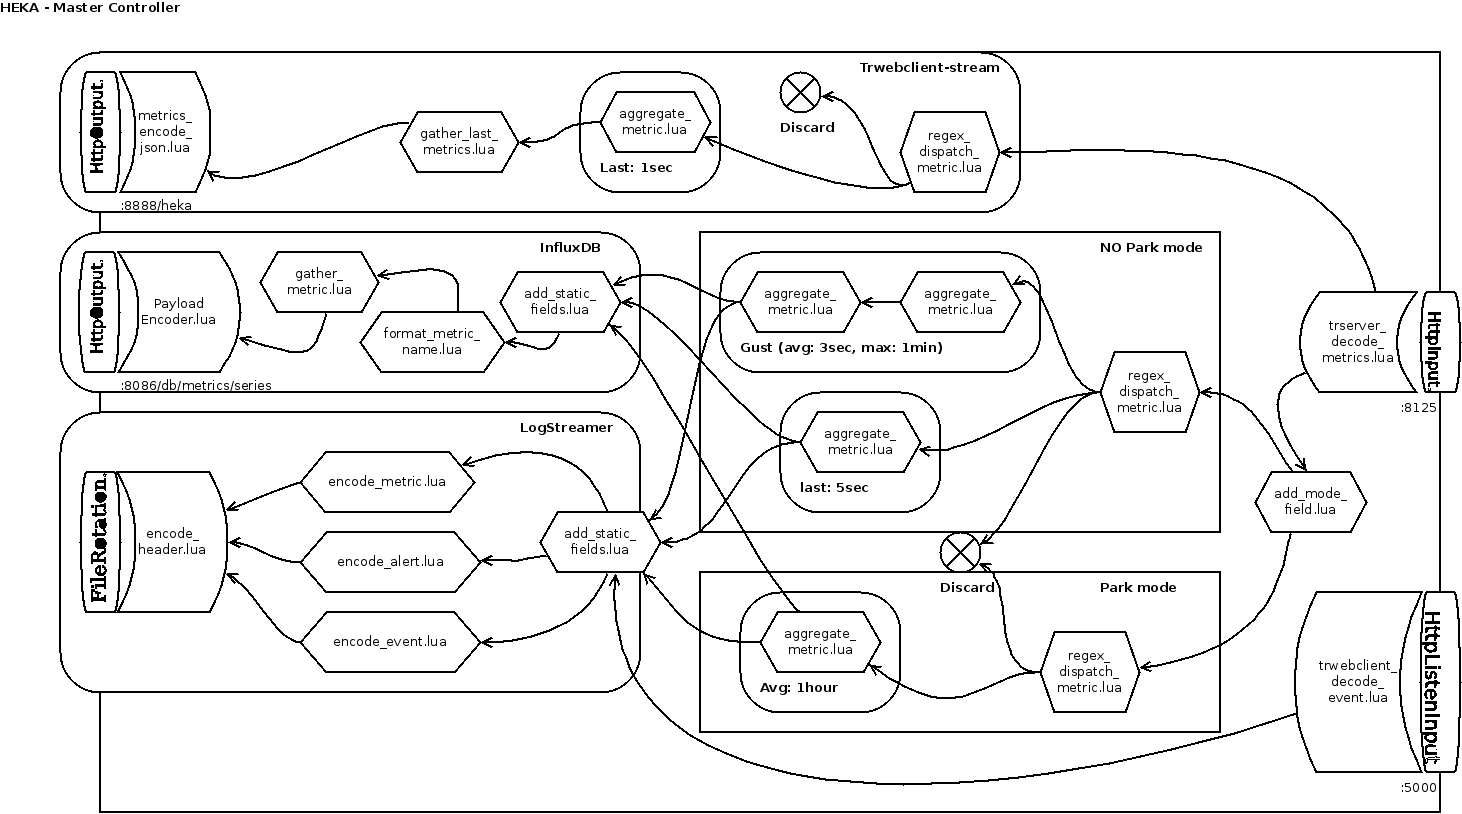 HEKA - Master Controller
Trwebclient-stream
HttpOutput.
metrics_
encode_
json.lua
:8888/heka
gather_last_
metrics.lua
aggregate_
metric.lua
Last: 1sec
Discard
regex_
dispatch_
metric.lua
InfluxDB
HttpOutput.
Payload
Encoder.lua
:8086/db/metrics/series
gather_
metric.lua
format_metric_
name.lua
add_static_
fields.lua
NO Park mode
aggregate_
metric.lua
aggregate_
metric.lua
Gust (avg: 3sec, max: 1min)
regex_
dispatch_
metric.lua
aggregate_
metric.lua
last: 5sec
trserver_
decode_
metrics.lua
HttpInput.
:8125
add_mode_
field.lua
LogStreamer
FileRotation.
encode_
header.lua
encode_metric.lua
encode_alert.lua
encode_event.lua
add_static_
fields.lua
Discard
Park mode
aggregate_
metric.lua
Avg: 1hour
regex_
dispatch_
metric.lua
trwebclient_
decode_
event.lua
HttpListenInput.
:5000